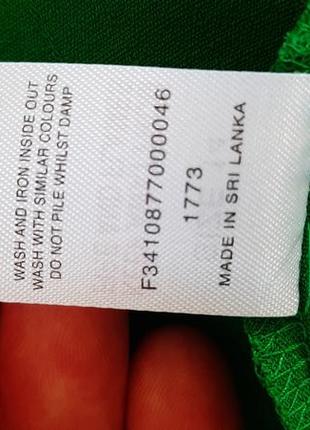 WASH AND IRON INSIDE OUT
WASH WITH SIMILAR COLOURS
DO NOT PILE WHILST DAMP
F34108770000046
1773
MADE IN SRI LANKA